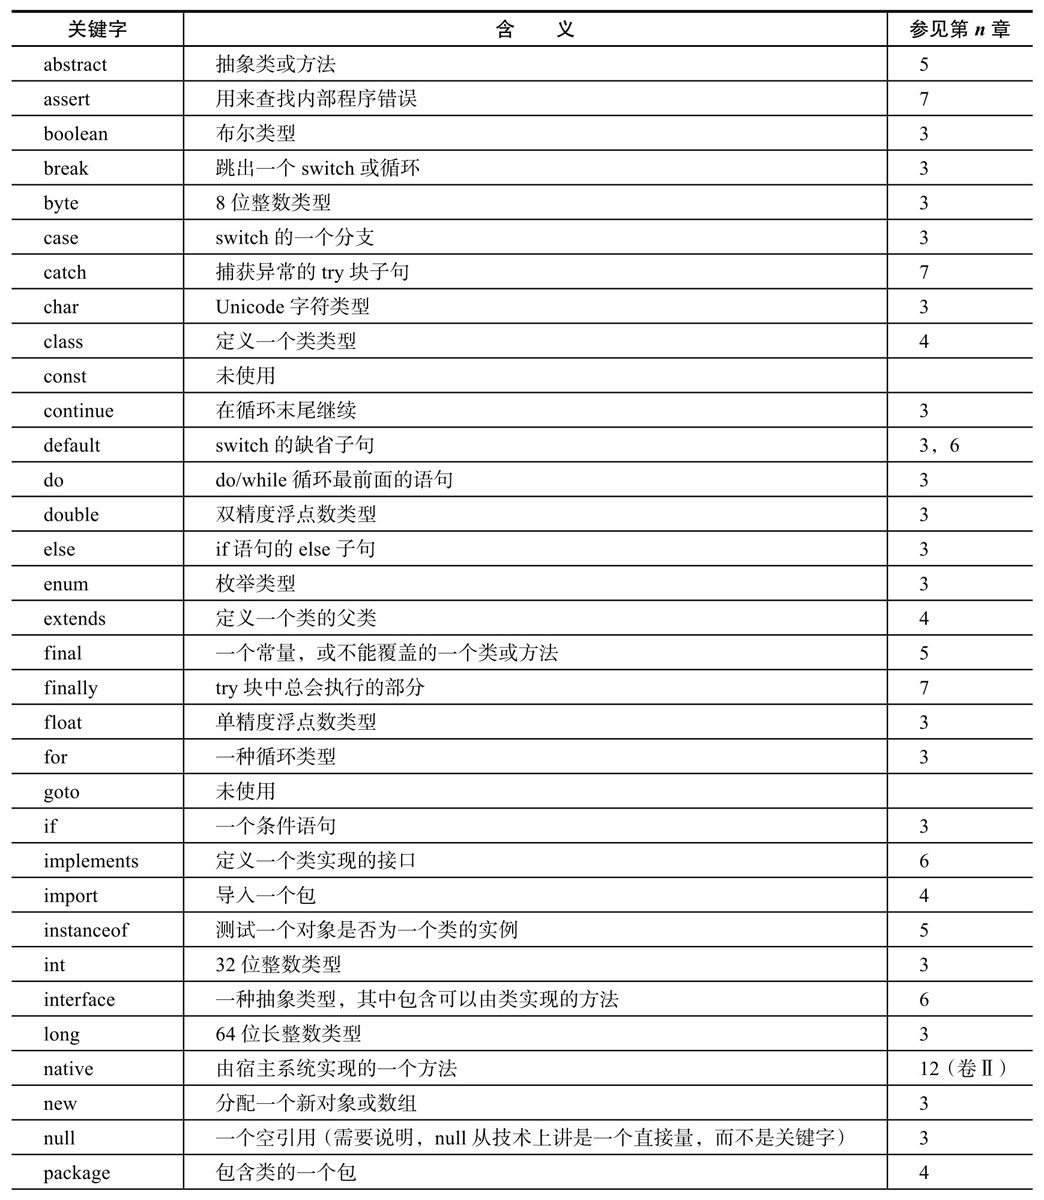 关键字 含 义 参见第 n 章
abstract 抽象类或方法 5
assert 用来查找内部程序错误 7
boolean 布尔类型 3
break 跳出一个 switch 或循环 3
byte 8 位整数类型 3
case switch 的一个分支 3
catch 捕获异常的 try 块子句 7
char Unicode 字符类型 3
class 定义一个类类型 4
const 未使用
continue 在循环末尾继续 3
default switch 的缺省子句 3，6
do do/while 循环最前面的语句 3
double 双精度浮点数类型 3
else if 语句的 else 子句 3
enum 枚举类型 3
extends 定义一个类的父类 4
final 一个常量，或不能覆盖的一个类或方法 5
finally try 块中总会执行的部分 7
float 单精度浮点数类型 3
for 一种循环类型 3
goto 未使用
if 一个条件语句 3
implements 定义一个类实现的接口 6
import 导入一个包 4
instanceof 测试一个对象是否为一个类的实例 5
int 32 位整数类型 3
interface 一种抽象类型，其中包含可以由类实现的方法 6
long 64 位长整数类型 3
native 由宿主系统实现的一个方法 12（卷Ⅱ）
new 分配一个新对象或数组 3
null 一个空引用（需要说明，null 从技术上讲是一个直接量，而不是关键字） 3
package 包含类的一个包 4